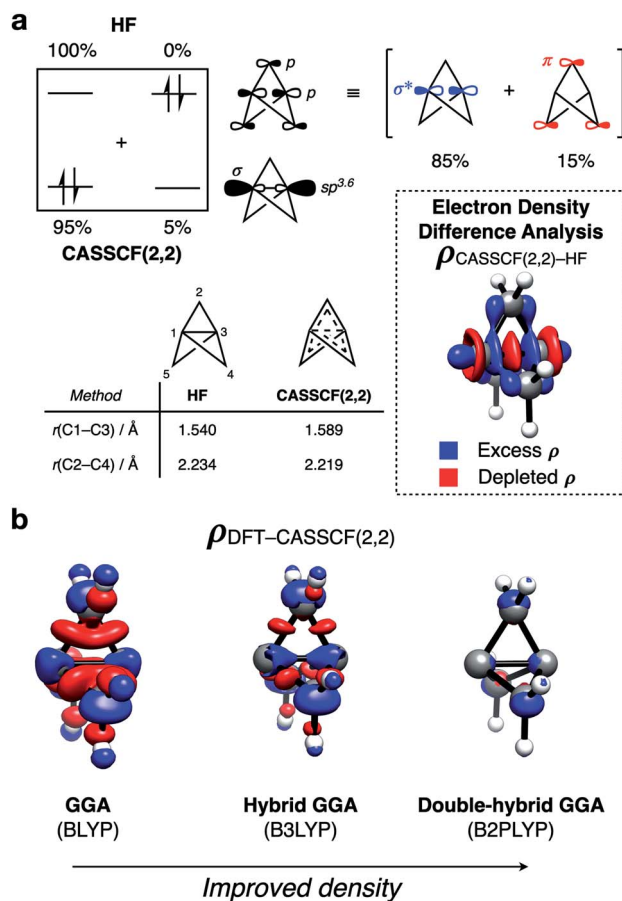 a
HF
100% 0%
+
95% 5%
CASSCF(2,2)
p
p
σ
sp3.6
≡
σ* + π
85% 15%
Electron Density
Difference Analysis
ρCASSCF(2,2)–HF
Excess ρ
Depleted ρ
2
1 3
5 4
Method HF CASSCF(2,2)
r(C1–C3) / Å 1.540 1.589
r(C2–C4) / Å 2.234 2.219
b
ρDFT–CASSCF(2,2)
GGA Hybrid GGA Double-hybrid GGA
(BLYP) (B3LYP) (B2PLYP)
Improved density